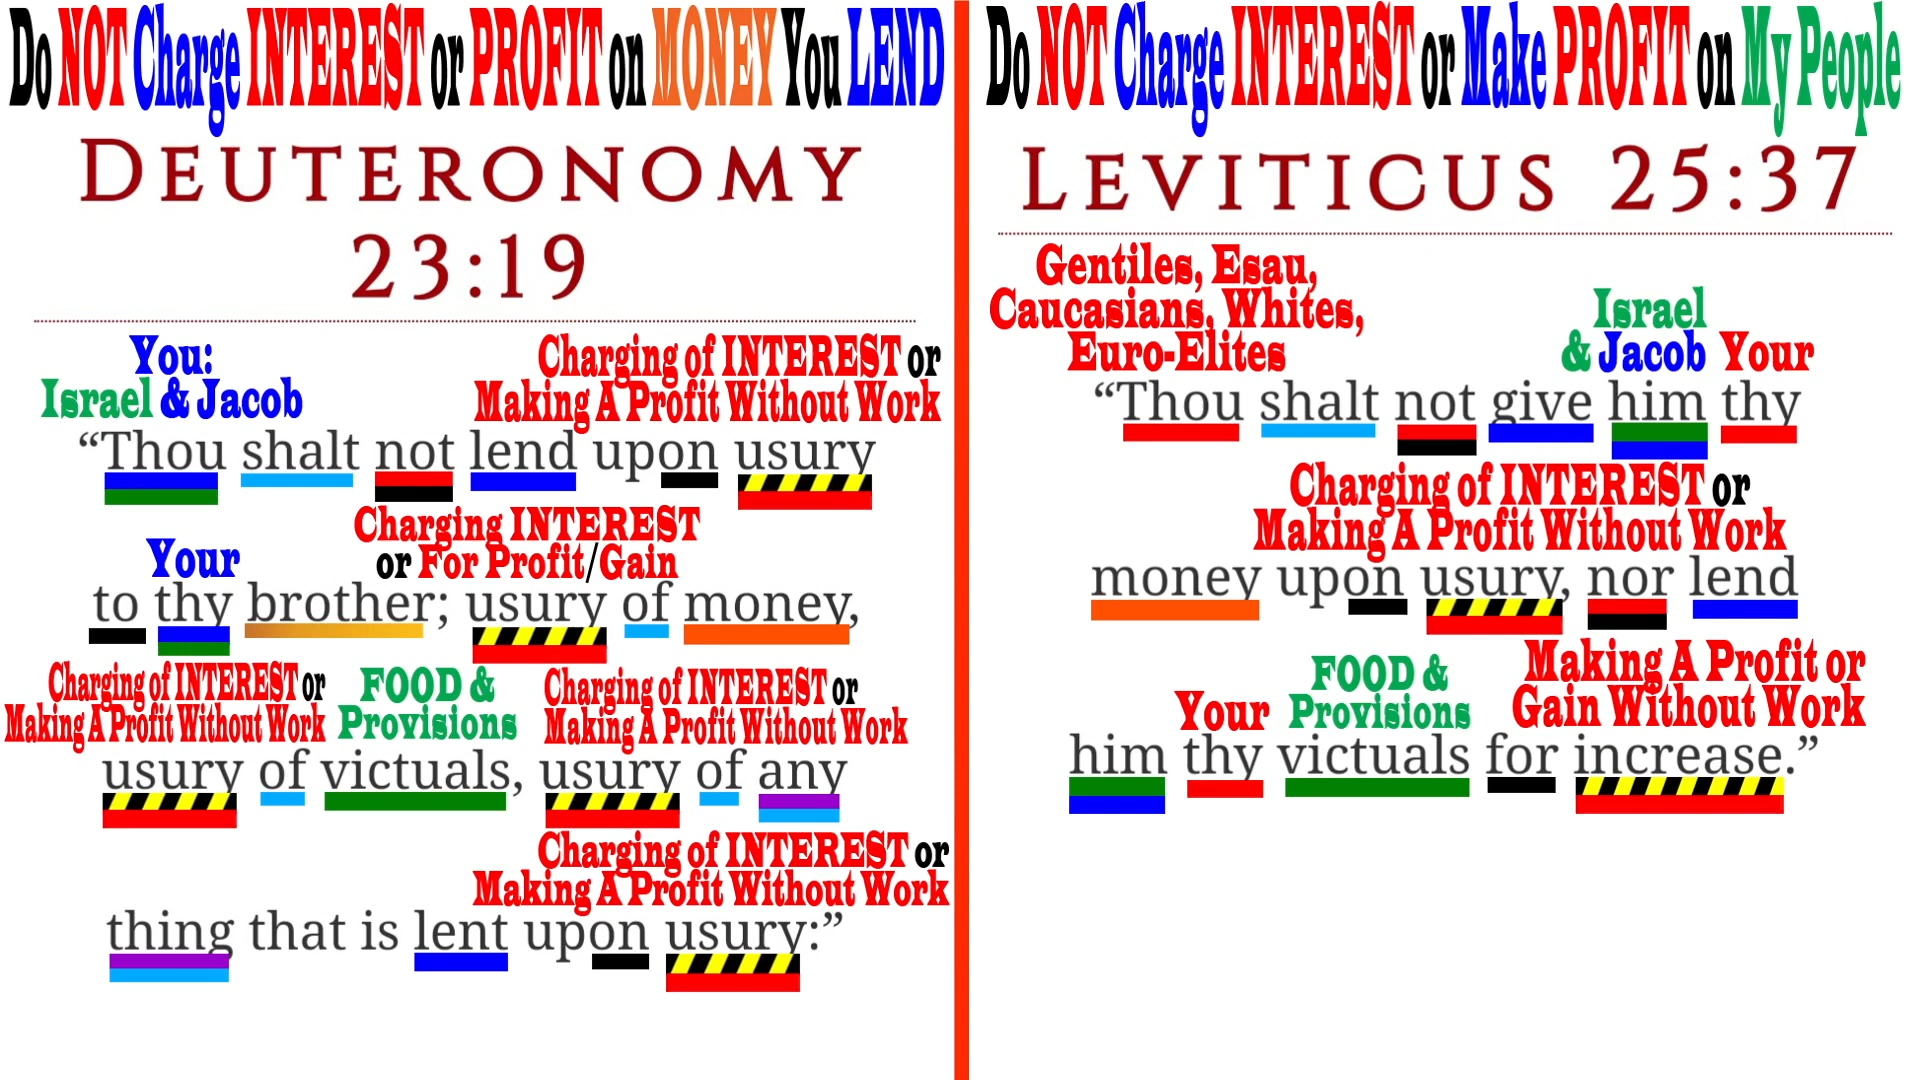 Do NOT Charge INTEREST or PROFIT on MONEY You LEND
DEUTERONOMY
23:19
You:
Israel & Jacob
Charging of INTEREST or
Making A Profit Without Work
“Thou shalt not lend upon usury
Your
Charging INTEREST
or For Profit/Gain
to thy brother; usury of money,
Charging of INTEREST or
Making A Profit Without Work
FOOD &
Provisions
Charging of INTEREST or
Making A Profit Without Work
usury of victuals, usury of any
Charging of INTEREST or
Making A Profit Without Work
thing that is lent upon usury:”
Do NOT Charge INTEREST or Make PROFIT on My People
LEVITICUS 25:37
Gentiles, Esau,
Caucasians, Whites,
Euro-Elites
Israel
& Jacob
Your
“Thou shalt not give him thy
Charging of INTEREST or
Making A Profit Without Work
money upon usury, nor lend
Your
FOOD &
Provisions
Making A Profit or
Gain Without Work
him thy victuals for increase.”